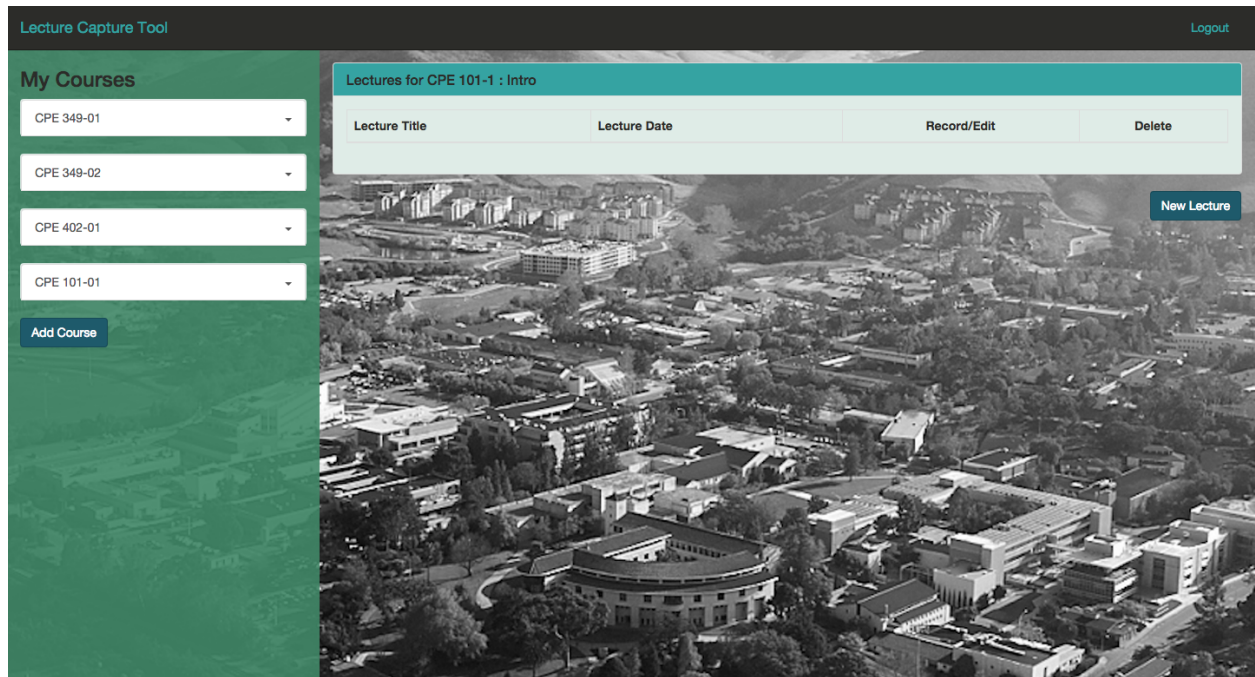 Lecture Capture Tool
Logout
My Courses
CPE 349-01
CPE 349-02
CPE 402-01
CPE 101-01
Add Course
Lectures for CPE 101-1 : Intro
Lecture Title Lecture Date Record/Edit Delete
New Lecture